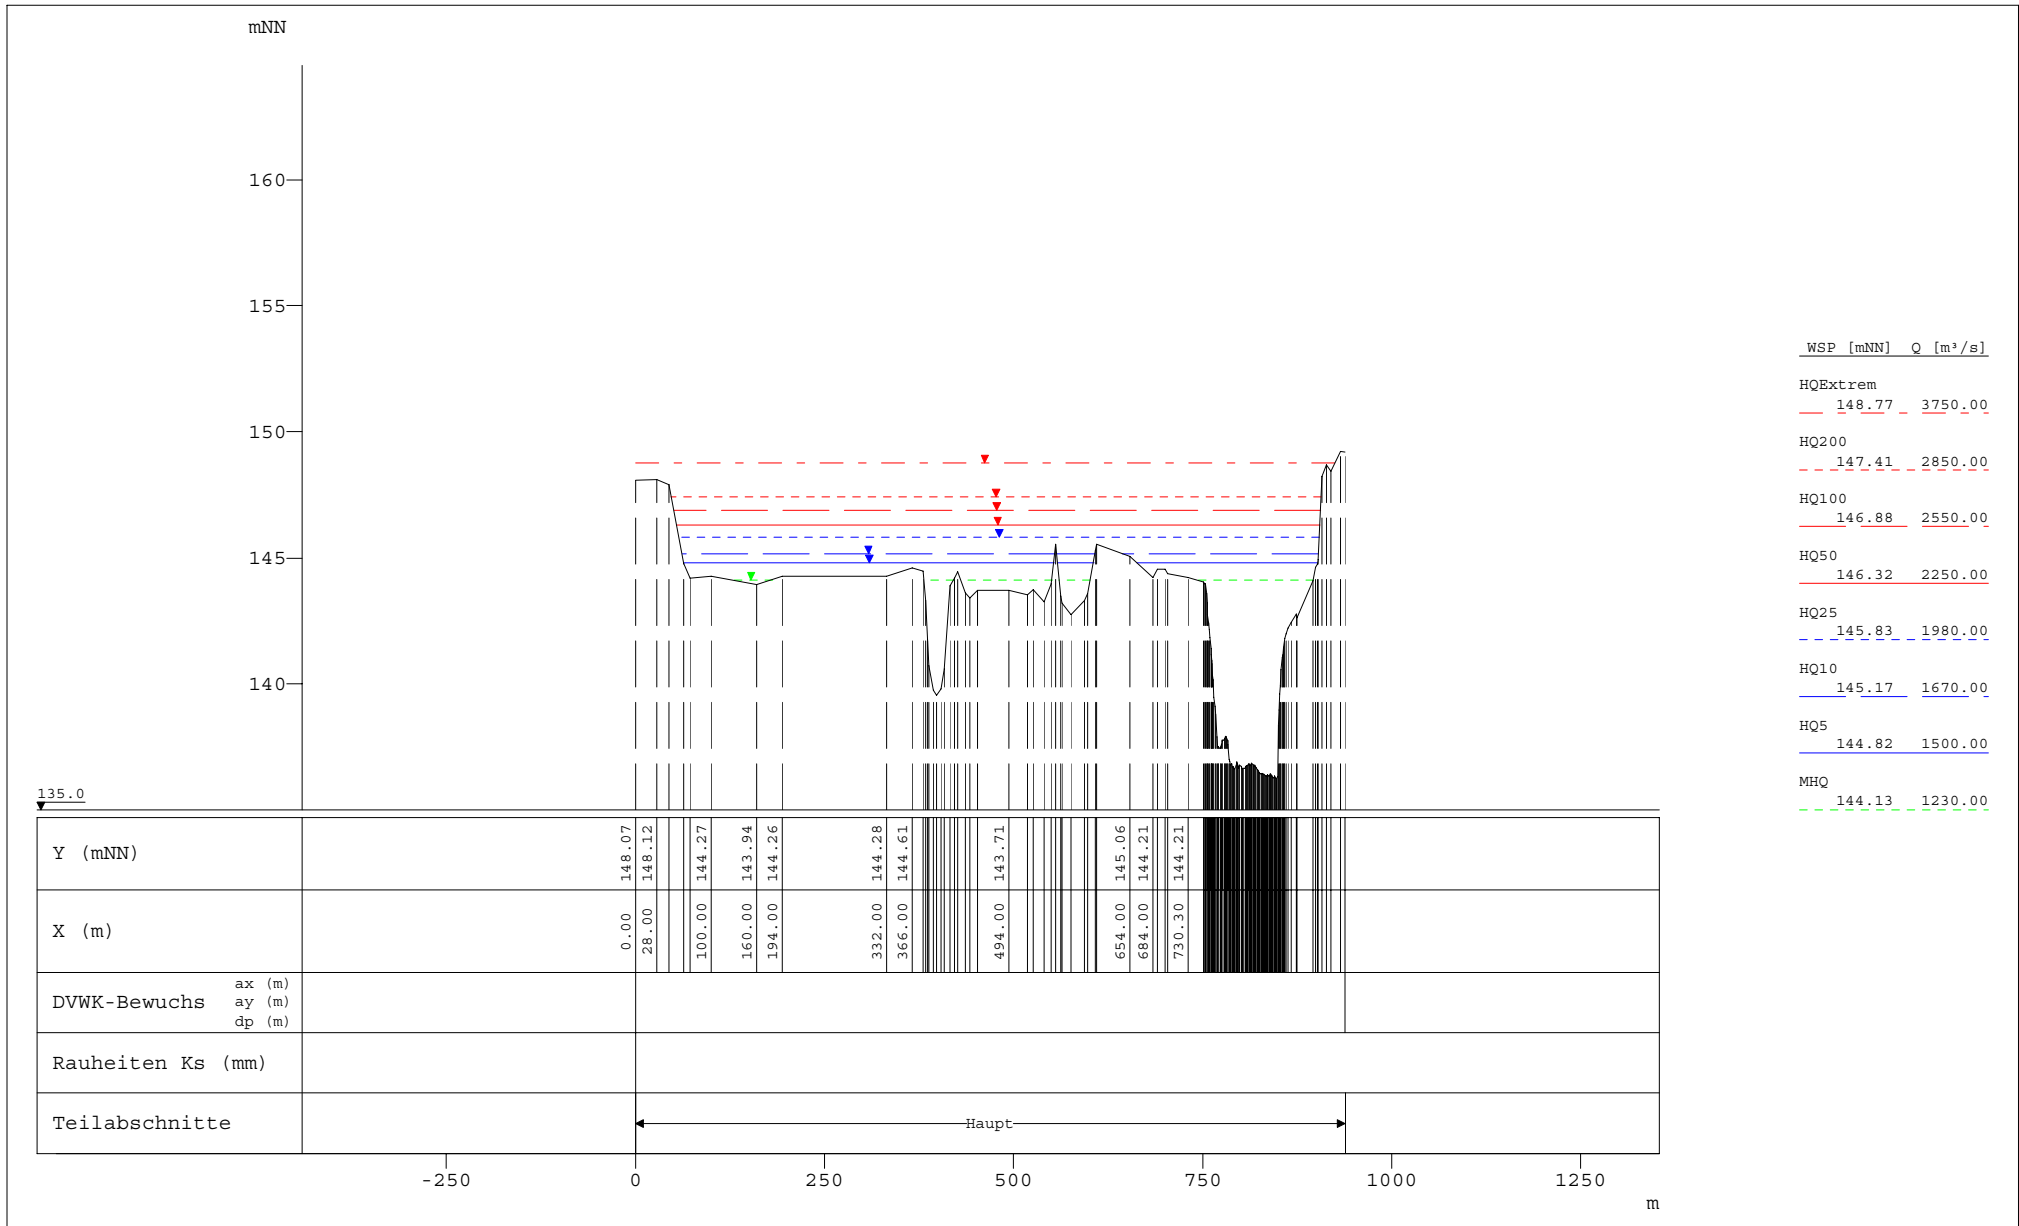 mNN
160
155
150
145
140
WSP [mNN] Q [m³/s]
HQExtrem
148.77 3750.00
HQ200
147.41 2850.00
HQ100
146.88 2550.00
HQ50
146.32 2250.00
HQ25
145.83 1980.00
HQ10
145.17 1670.00
HQ5
144.82 1500.00
MHQ
144.13 1230.00
135.0
Y (mNN)
148.07 148.12 144.27 143.94 144.26 144.28 144.61 143.71 145.06 144.21 144.21
X (m)
0.00 28.00 100.00 160.00 194.00 332.00 366.00 494.00 654.00 684.00 730.30
DVWK-Bewuchs
ax (m)
ay (m)
dp (m)
Rauheiten Ks (mm)
Teilabschnitte
Haupt
-250 0 250 500 750 1000 1250
m